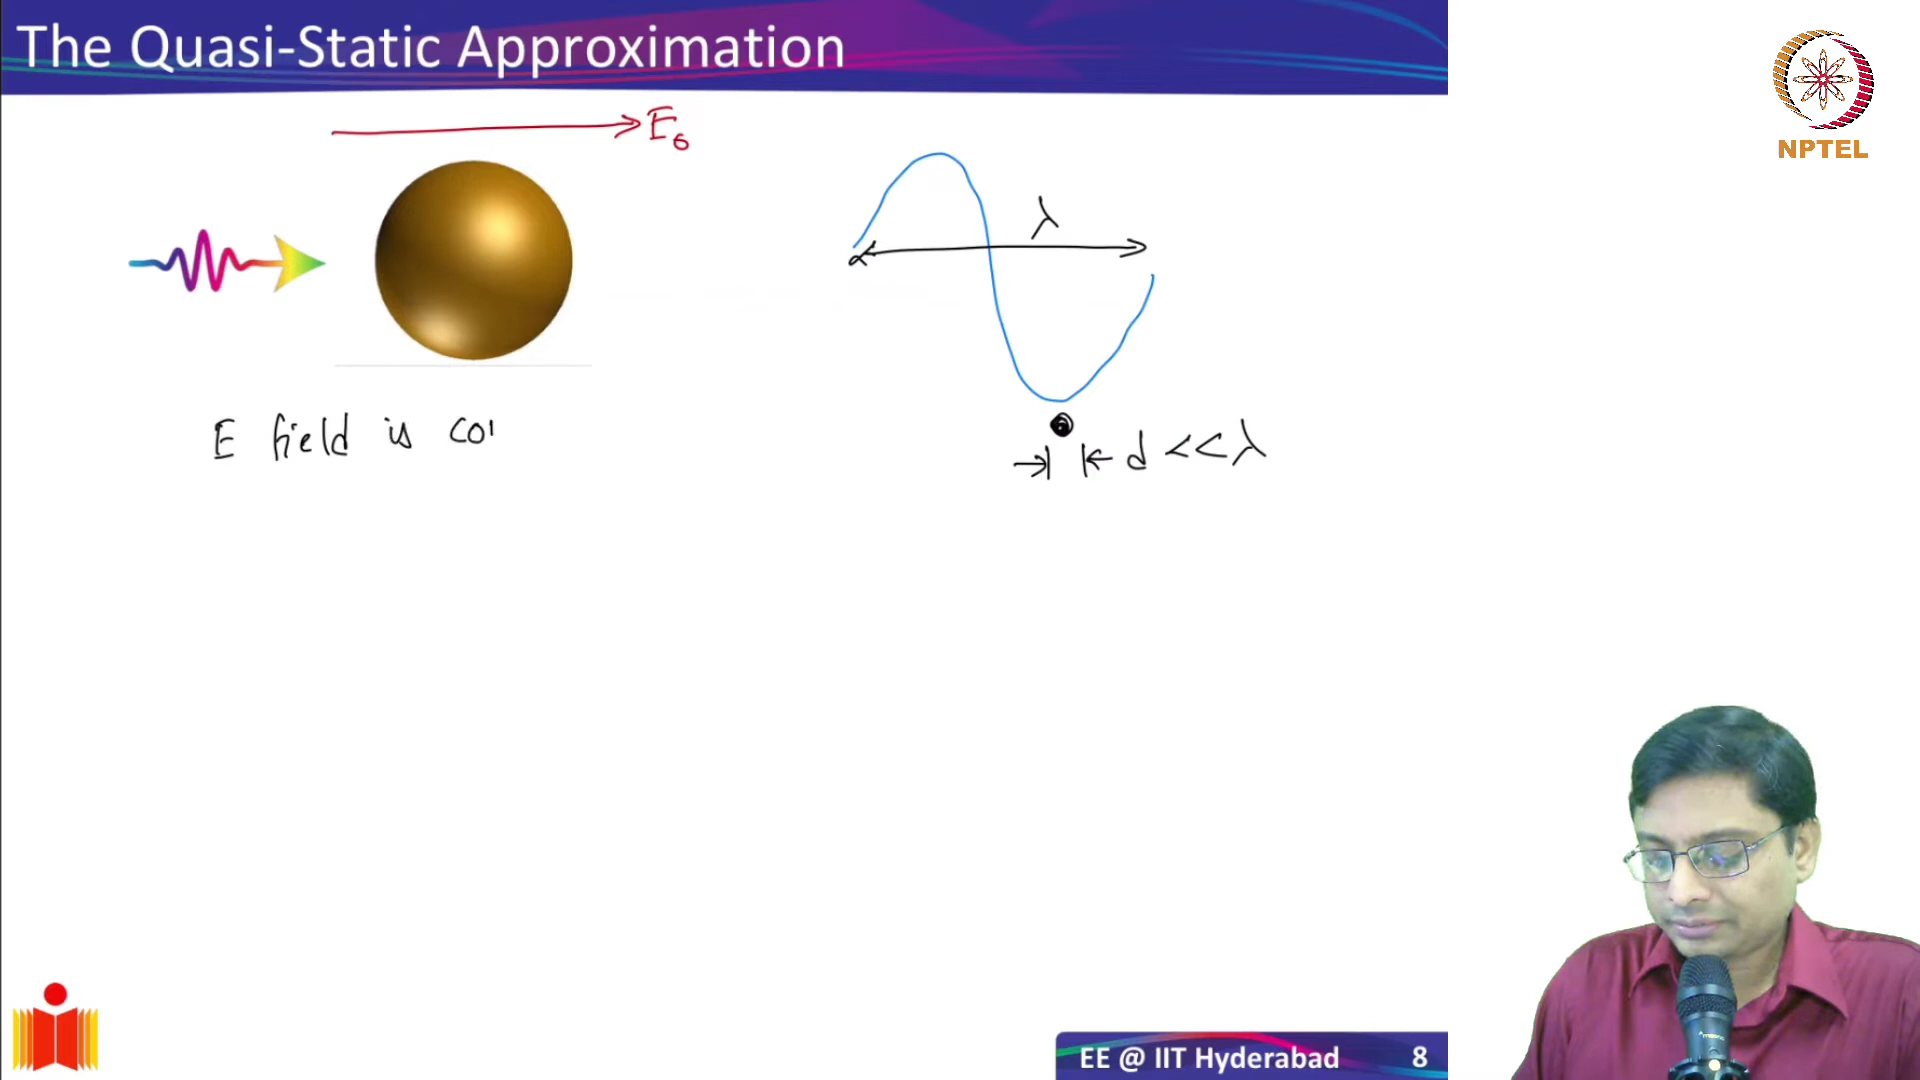 The Quasi-Static Approximation
E₀
NPTEL
λ
E field is co
d << λ
EE @ IIT Hyderabad 8